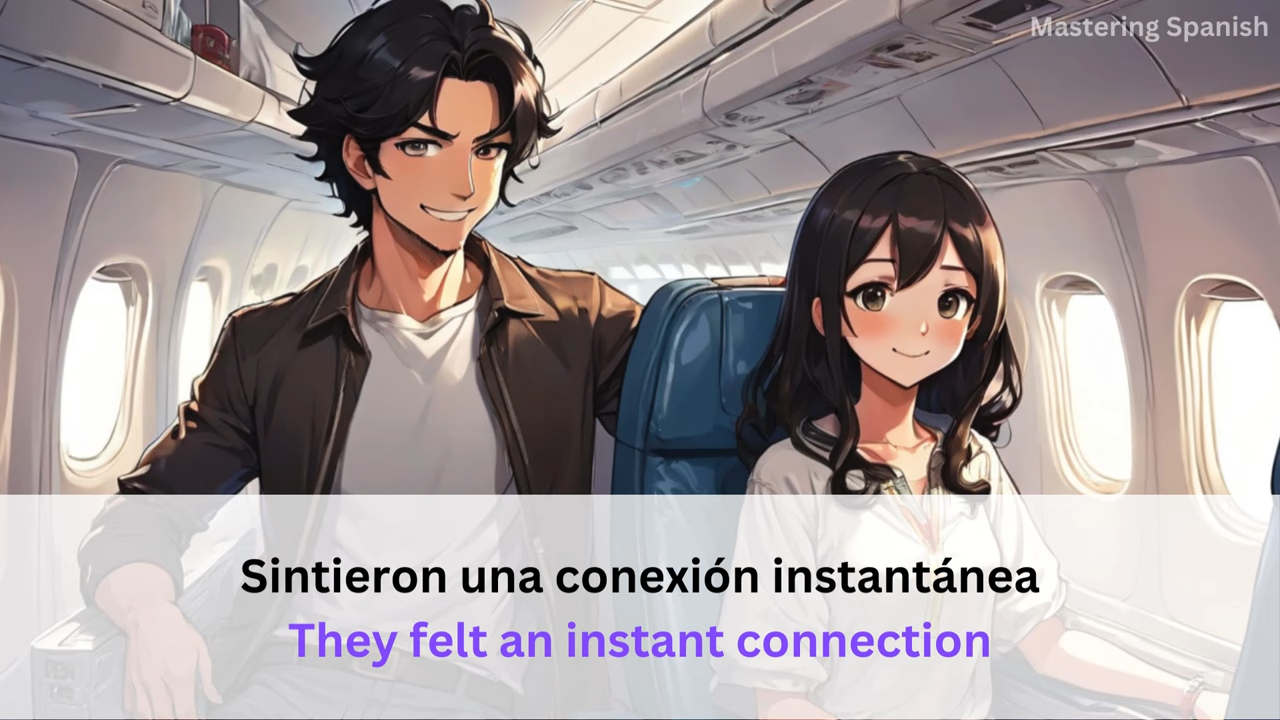 Mastering Spanish
Sintieron una conexión instantánea
They felt an instant connection